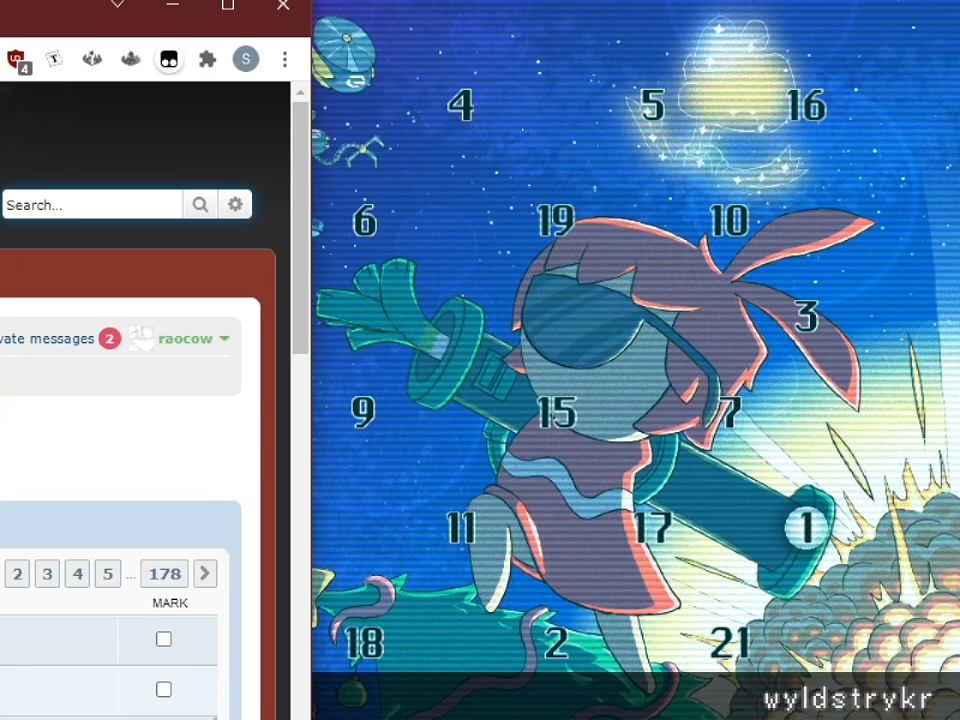 4
T
S
4 5 16
Search...
6 19 10
3
vate messages 2 raocow
9 15 7
11 17 1
2 3 4 5 ... 178
MARK
18 2 21
wyldstrykr